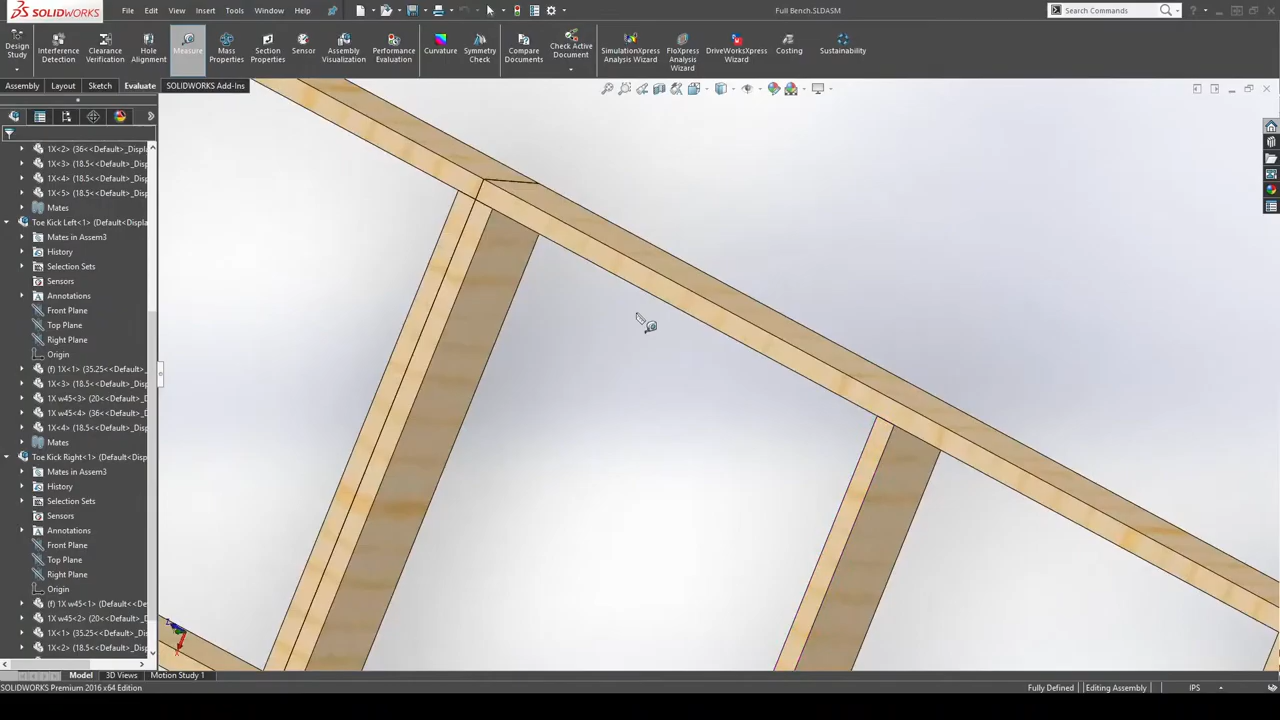 SOLIDWORKS File Edit View Insert Tools Window Help Full Bench.SLDASM Search Commands
Design Study
Interference Detection
Clearance Verification
Hole Alignment
Measure
Mass Properties
Section Properties
Sensor
Assembly Visualization
Performance Evaluation
Curvature
Symmetry Check
Compare Documents
Check Active Document
SimulationXpress Analysis Wizard
FloXpress Analysis Wizard
DriveWorksXpress Wizard
Costing
Sustainability
Assembly Layout Sketch Evaluate SOLIDWORKS Add-Ins
1X<2> (36<<Default>_Displa
1X<3> (18.5<<Default>_Disp
1X<4> (18.5<<Default>_Disp
1X<5> (18.5<<Default>_Disp
Mates
Toe Kick Left<1> (Default<Displa
Mates in Assem3
History
Selection Sets
Sensors
Annotations
Front Plane
Top Plane
Right Plane
Origin
(f) 1X<1> (35.25<<Default>_
1X<3> (18.5<<Default>_Disp
1X w45<3> (20<<Default>_D
1X w45<4> (36<<Default>_D
1X<4> (18.5<<Default>_Disp
Mates
Toe Kick Right<1> (Default<Disp
Mates in Assem3
History
Selection Sets
Sensors
Annotations
Front Plane
Top Plane
Right Plane
Origin
(f) 1X w45<1> (Default<<De
1X w45<2> (20<<Default>_D
1X<1> (35.25<<Default>_Dis
1X<2> (18.5<<Default>_Disp
Model 3D Views Motion Study 1
SOLIDWORKS Premium 2016 x64 Edition Fully Defined Editing Assembly IPS